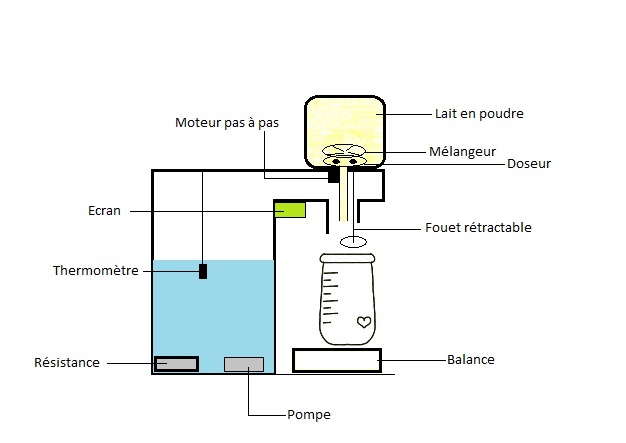 Lait en poudre
Moteur pas à pas
Mélangeur
Doseur
Ecran
Fouet rétractable
Thermomètre
Résistance
Balance
Pompe